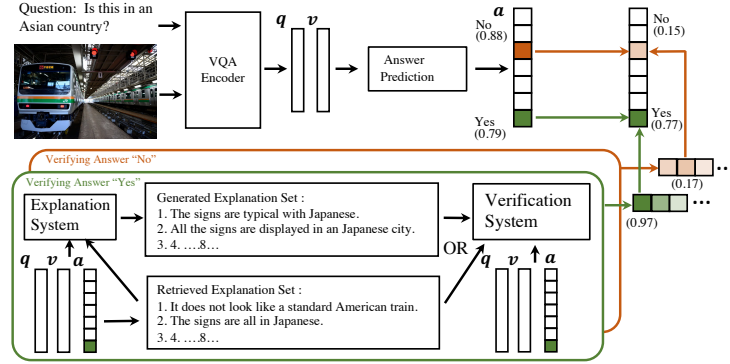 Question: Is this in an
Asian country?
VQA
Encoder
q v
Answer
Prediction
a
No
(0.88)
Yes
(0.79)
No
(0.15)
Yes
(0.77)
Verifying Answer “No”
(0.17)
...
Verifying Answer “Yes”
(0.97)
...
Explanation
System
Generated Explanation Set :
1. The signs are typical with Japanese.
2. All the signs are displayed in an Japanese city.
3. 4. ….8…
Verification
System
OR
q v a
Retrieved Explanation Set :
1. It does not look like a standard American train.
2. The signs are all in Japanese.
3. 4. ….8…
q v a